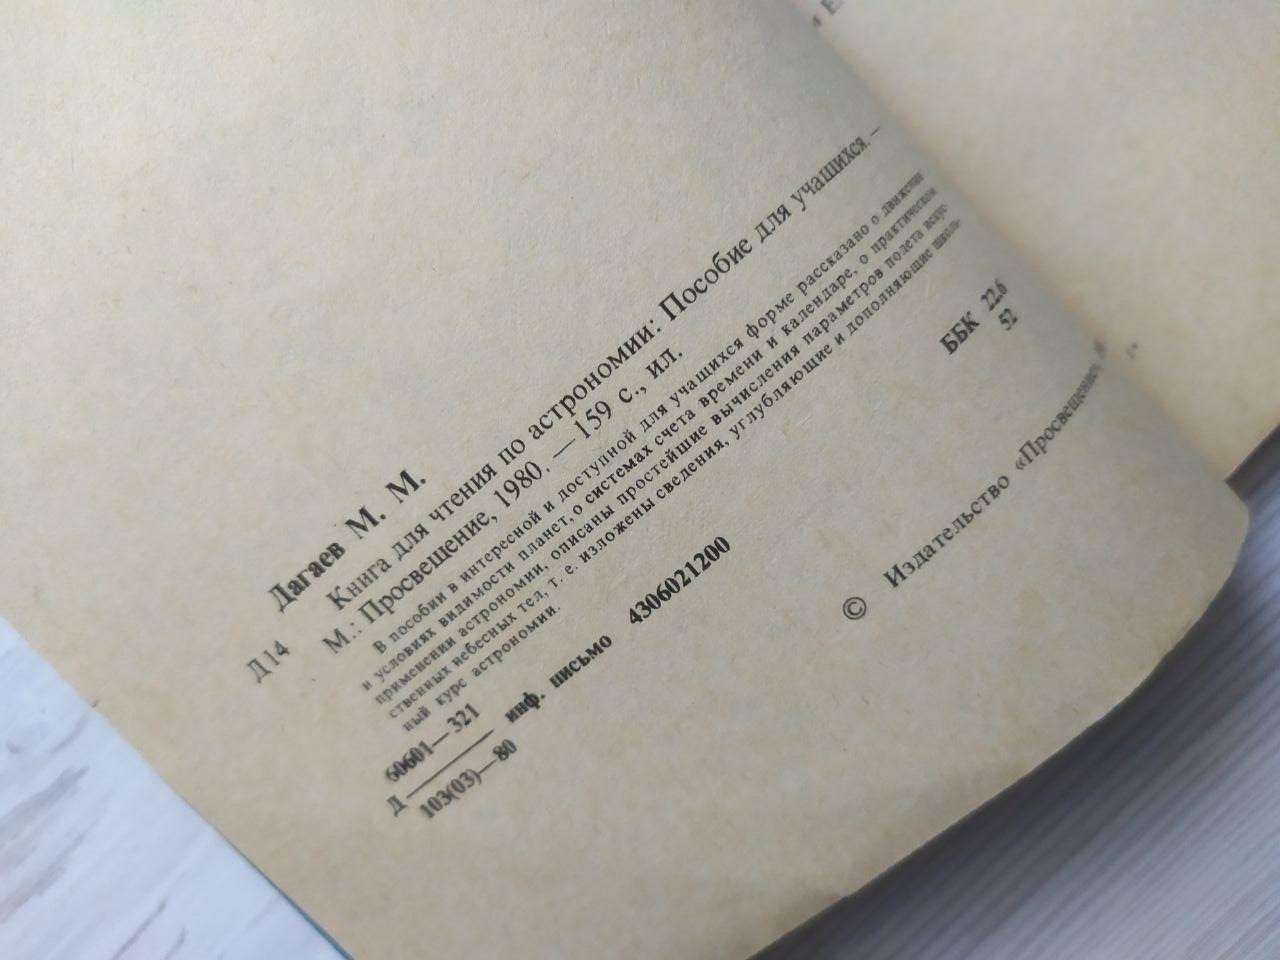 Дагаев М. М.
Д14 Книга для чтения по астрономии: Пособие для учащихся. —
М.: Просвещение, 1980. — 159 с., ил.
В пособии в интересной и доступной для учащихся форме рассказано о движении
и условиях видимости планет, о системах счета времени и календаре, о практическом
применении астрономии, описаны простейшие вычисления параметров полета искус-
ственных небесных тел, т. е. изложены сведения, углубляющие и дополняющие школь-
ный курс астрономии.
60601—321
Д — инф. письмо 4306021200
103(03)—80
ББК 22.6
52
© Издательство «Просвещение»,